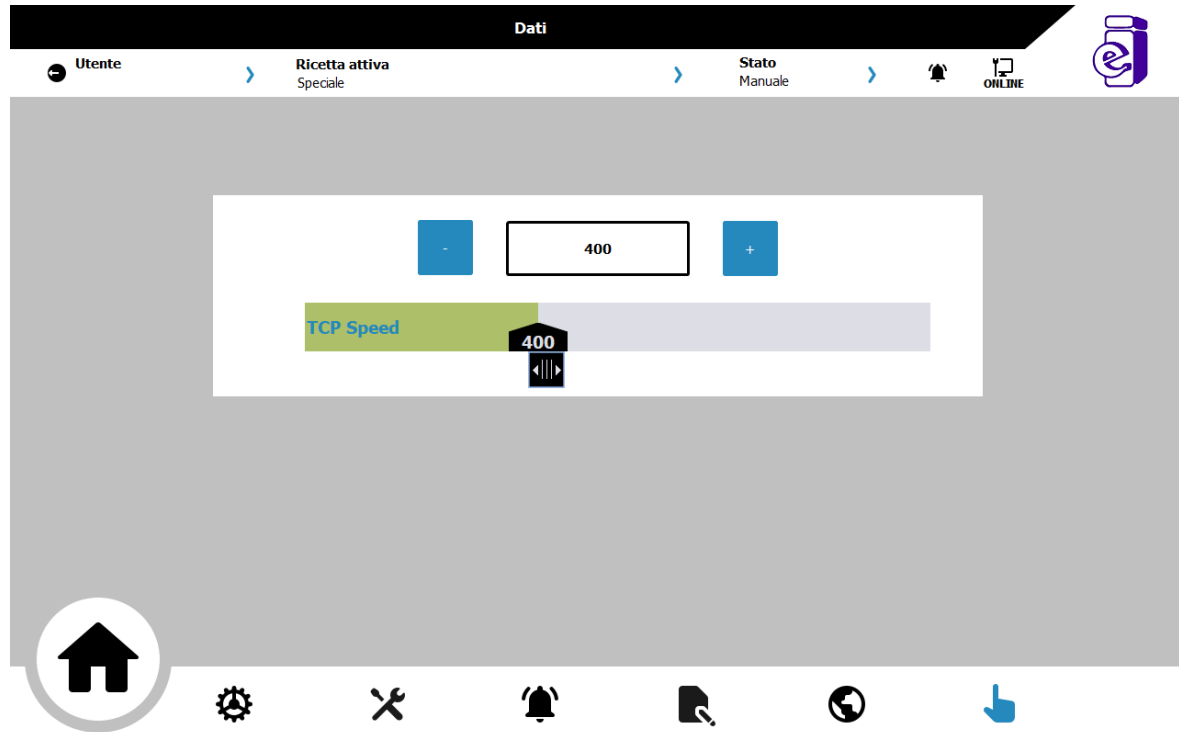 Dati
Utente
Ricetta attiva
Speciale
Stato
Manuale
ONLINE
e
-
400
+
TCP Speed
400